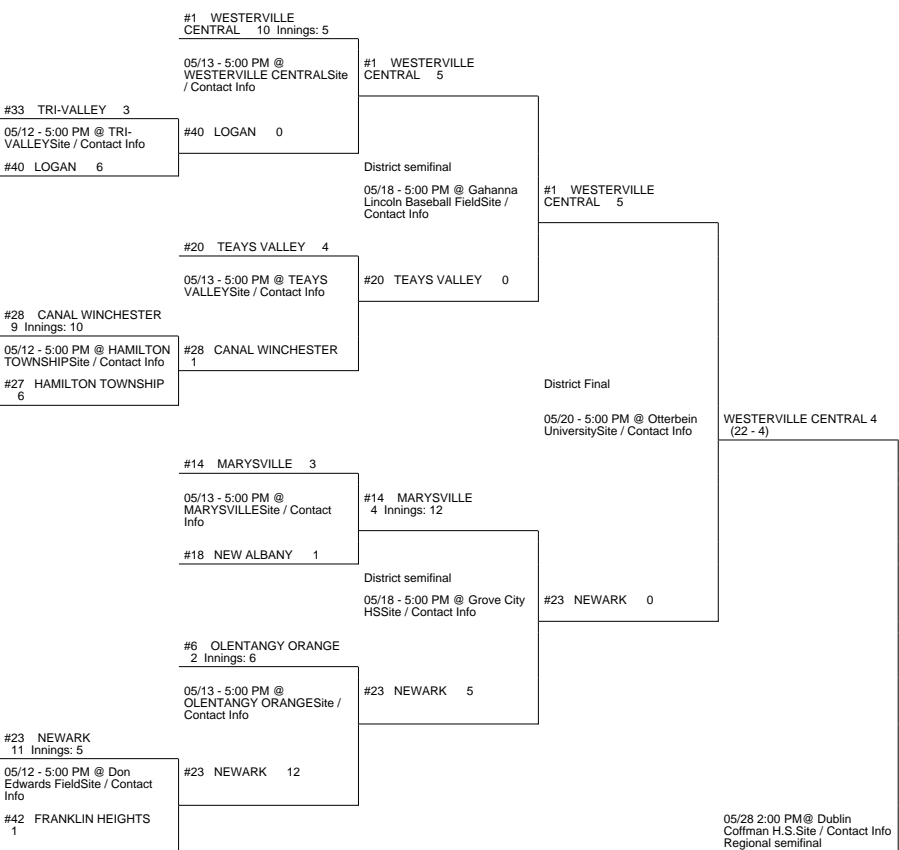 #1 WESTERVILLE
CENTRAL 10 Innings: 5
05/13 - 5:00 PM @
WESTERVILLE CENTRALSite
/ Contact Info
#1 WESTERVILLE
CENTRAL 5
#33 TRI-VALLEY 3
05/12 - 5:00 PM @ TRI-
VALLEYSite / Contact Info
#40 LOGAN 0
#40 LOGAN 6
District semifinal
05/18 - 5:00 PM @ Gahanna
Lincoln Baseball FieldSite /
Contact Info
#1 WESTERVILLE
CENTRAL 5
#20 TEAYS VALLEY 4
05/13 - 5:00 PM @ TEAYS
VALLEYSite / Contact Info
#20 TEAYS VALLEY 0
#28 CANAL WINCHESTER
9 Innings: 10
05/12 - 5:00 PM @ HAMILTON
TOWNSHIPSite / Contact Info
#28 CANAL WINCHESTER
1
#27 HAMILTON TOWNSHIP
6
District Final
05/20 - 5:00 PM @ Otterbein
UniversitySite / Contact Info
WESTERVILLE CENTRAL 4
(22 - 4)
#14 MARYSVILLE 3
05/13 - 5:00 PM @
MARYSVILLESite / Contact
Info
#14 MARYSVILLE
4 Innings: 12
#18 NEW ALBANY 1
District semifinal
05/18 - 5:00 PM @ Grove City
HSSite / Contact Info
#23 NEWARK 0
#6 OLENTANGY ORANGE
2 Innings: 6
05/13 - 5:00 PM @
OLENTANGY ORANGESite /
Contact Info
#23 NEWARK 5
#23 NEWARK
11 Innings: 5
05/12 - 5:00 PM @ Don
Edwards FieldSite / Contact
Info
#23 NEWARK 12
#42 FRANKLIN HEIGHTS
1
05/28 2:00 PM@ Dublin
Coffman H.S.Site / Contact Info
Regional semifinal